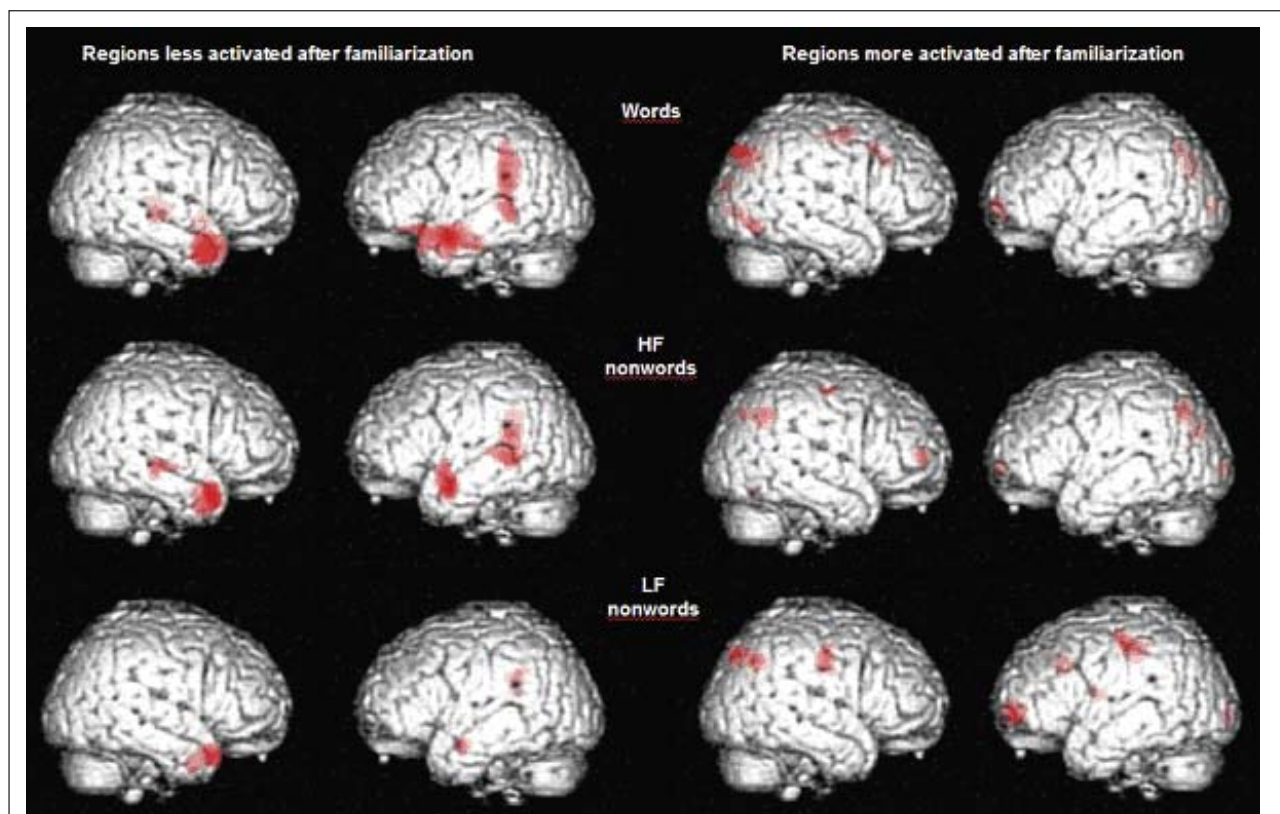 Regions less activated after familiarization
Regions more activated after familiarization
Words
HF
nonwords
LF
nonwords